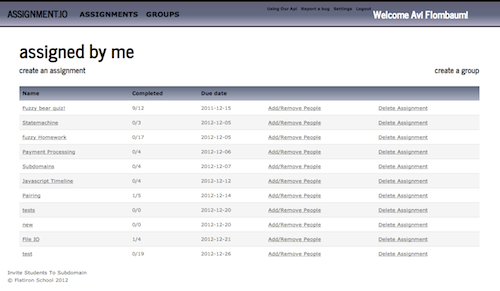 ASSIGNMENT.IO ASSIGNMENTS GROUPS Using Our Api Report a bug Settings Logout Welcome Avi Flombaum!
assigned by me
create an assignment create a group
Name Completed Due date
Fuzzy bear quiz! 9/12 2011-12-15 Add/Remove People Delete Assignment
Statemachine 0/3 2012-12-05 Add/Remove People Delete Assignment
fuzzy Homework 0/17 2012-12-05 Add/Remove People Delete Assignment
Payment Processing 0/4 2012-12-06 Add/Remove People Delete Assignment
Subdomains 0/4 2012-12-07 Add/Remove People Delete Assignment
Javascript Timeline 0/4 2012-12-12 Add/Remove People Delete Assignment
Pairing 1/5 2012-12-14 Add/Remove People Delete Assignment
tests 0/0 2012-12-20 Add/Remove People Delete Assignment
new 0/0 2012-12-20 Add/Remove People Delete Assignment
File IO 1/4 2012-12-21 Add/Remove People Delete Assignment
test 0/19 2012-12-26 Add/Remove People Delete Assignment
Invite Students To Subdomain
© Flatiron School 2012